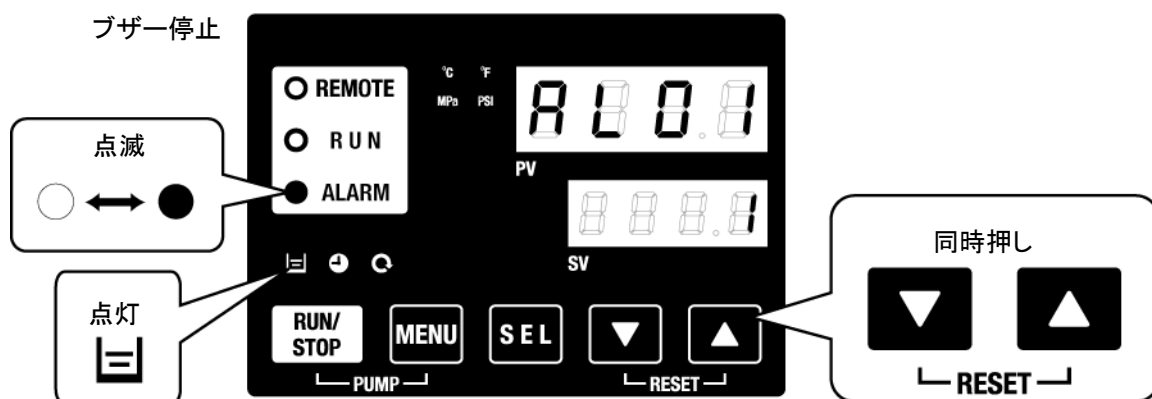 ブザー停止
°C °F
MPa PSI
REMOTE
RUN
ALARM
AL01
PV
1
SV
点滅
点灯
RUN/
STOP
MENU
SEL
PUMP
RESET
同時押し
RESET